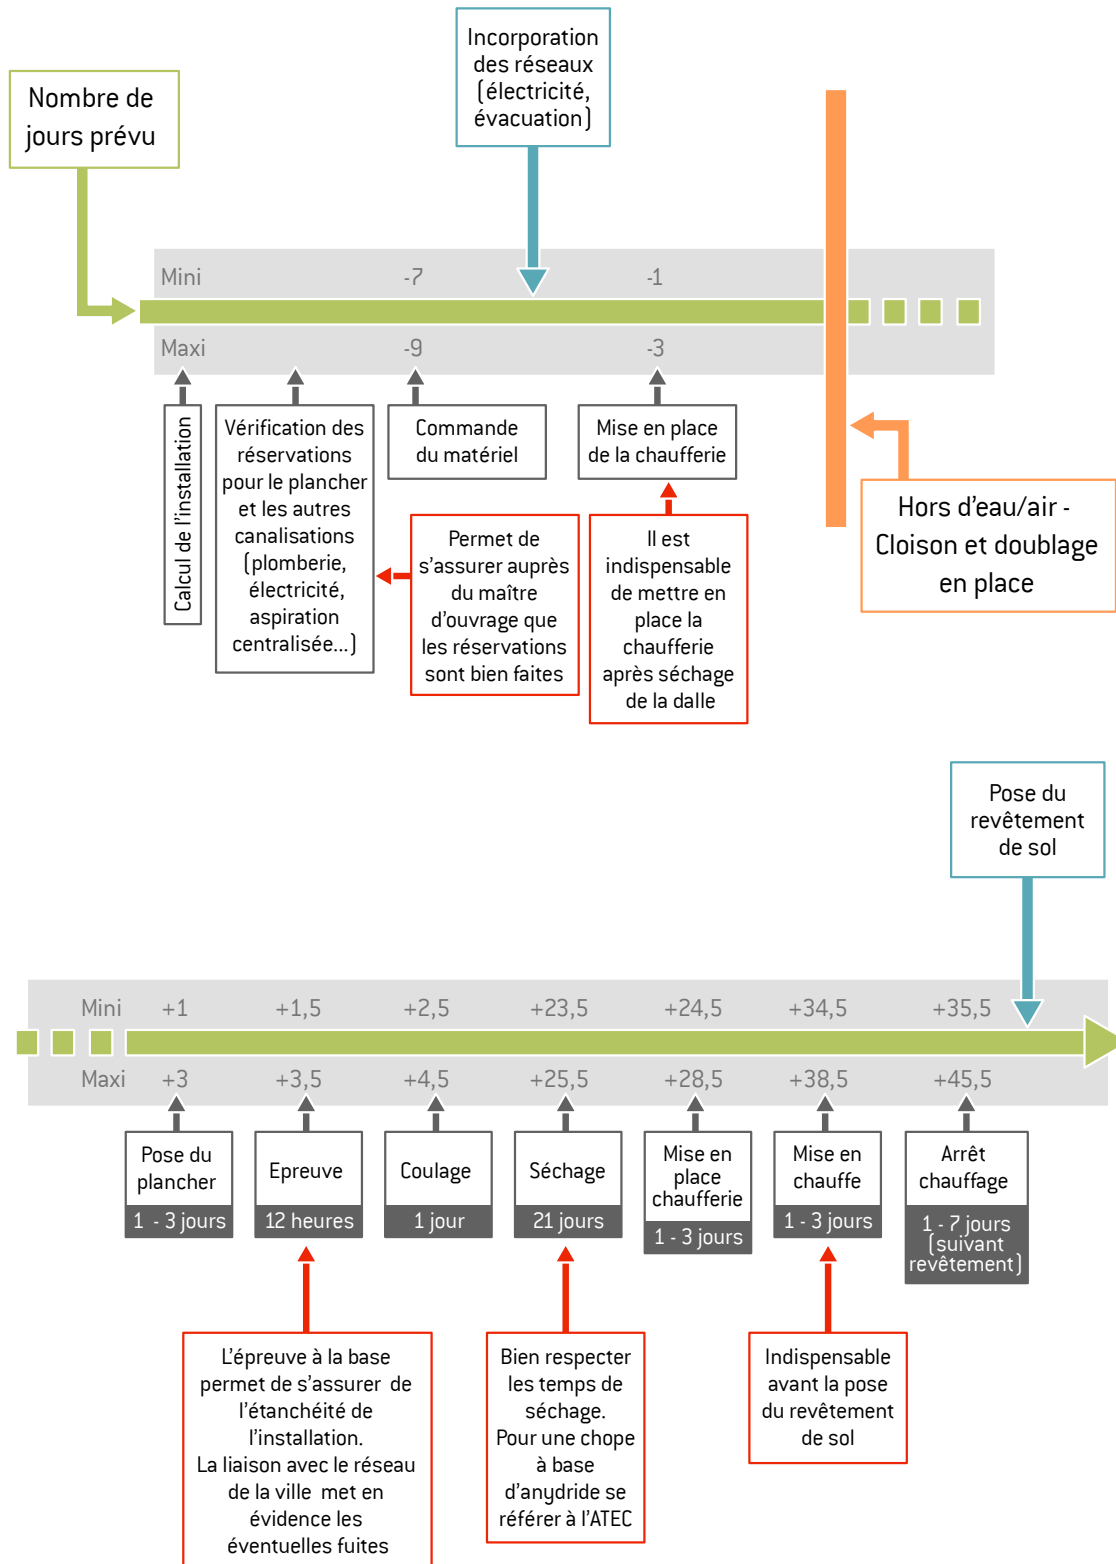 Incorporation
des réseaux
(électricité,
évacuation)
Nombre de
jours prévu
Mini -7 -1
Maxi -9 -3
Calcul de l'installation
Vérification des
réservations
pour le plancher
et les autres
canalisations
(plomberie,
électricité,
aspiration
centralisée...)
Commande
du matériel
Mise en place
de la chaufferie
Permet de
s'assurer auprès
du maître
d'ouvrage que
les réservations
sont bien faites
Il est
indispensable
de mettre en
place la
chaufferie
après séchage
de la dalle
Hors d'eau/air -
Cloison et doublage
en place
Pose du
revêtement
de sol
Mini +1 +1,5 +2,5 +23,5 +24,5 +34,5 +35,5
Maxi +3 +3,5 +4,5 +25,5 +28,5 +38,5 +45,5
Pose du
plancher
1 - 3 jours
Epreuve
12 heures
Coulage
1 jour
Séchage
21 jours
Mise en
place
chaufferie
1 - 3 jours
Mise en
chauffe
1 - 3 jours
Arrêt
chauffage
1 - 7 jours
(suivant
revêtement)
L'épreuve à la base
permet de s'assurer de
l'étanchéité de
l'installation.
La liaison avec le réseau
de la ville met en
évidence les
éventuelles fuites
Bien respecter
les temps de
séchage.
Pour une chope
à base
d'anydride se
référer à l'ATEC
Indispensable
avant la pose
du revêtement
de sol